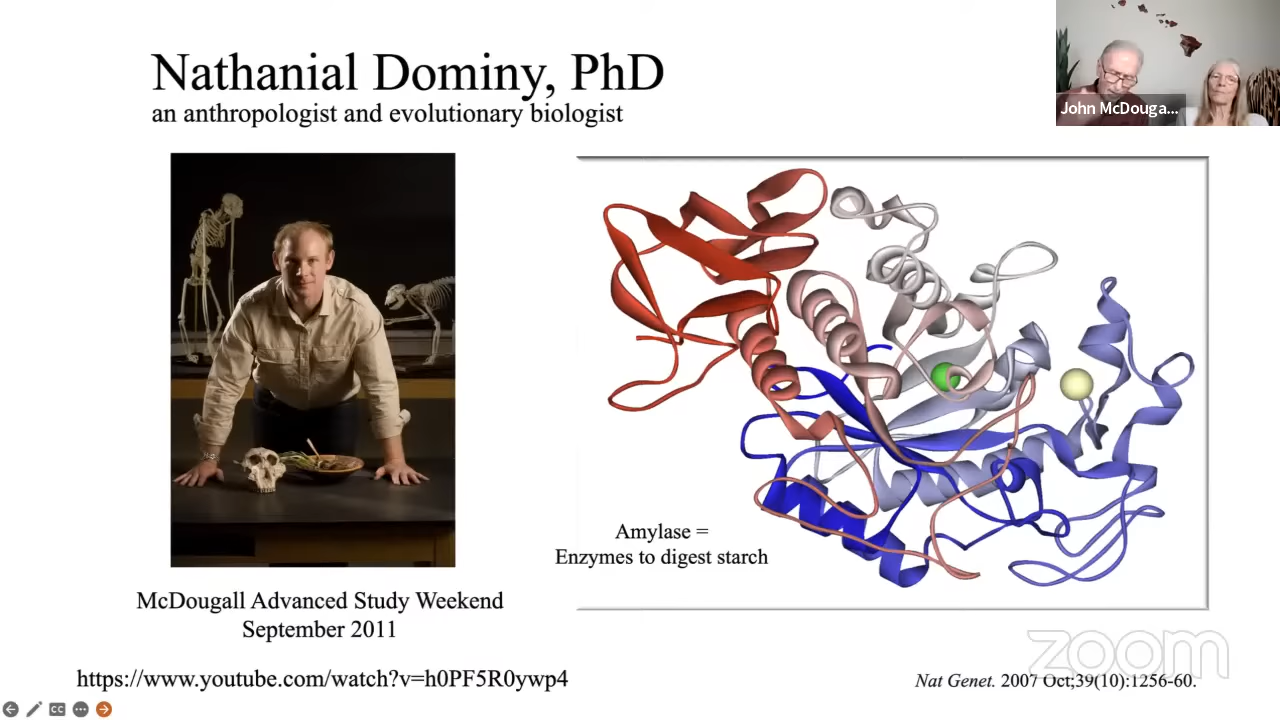 Nathanial Dominy, PhD
an anthropologist and evolutionary biologist
John McDouga...
Amylase =
Enzymes to digest starch
McDougall Advanced Study Weekend
September 2011
https://www.youtube.com/watch?v=h0PF5R0ywp4
zoom
Nat Genet. 2007 Oct;39(10):1256-60.
CC